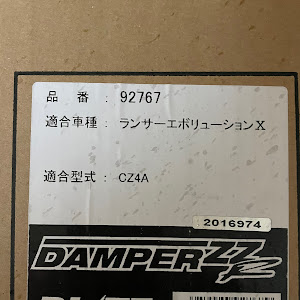 品　番 : 92767
適合車種 : ランサーエボリューションX
適合型式 : CZ4A
2016974
DAMPER ZZ-R